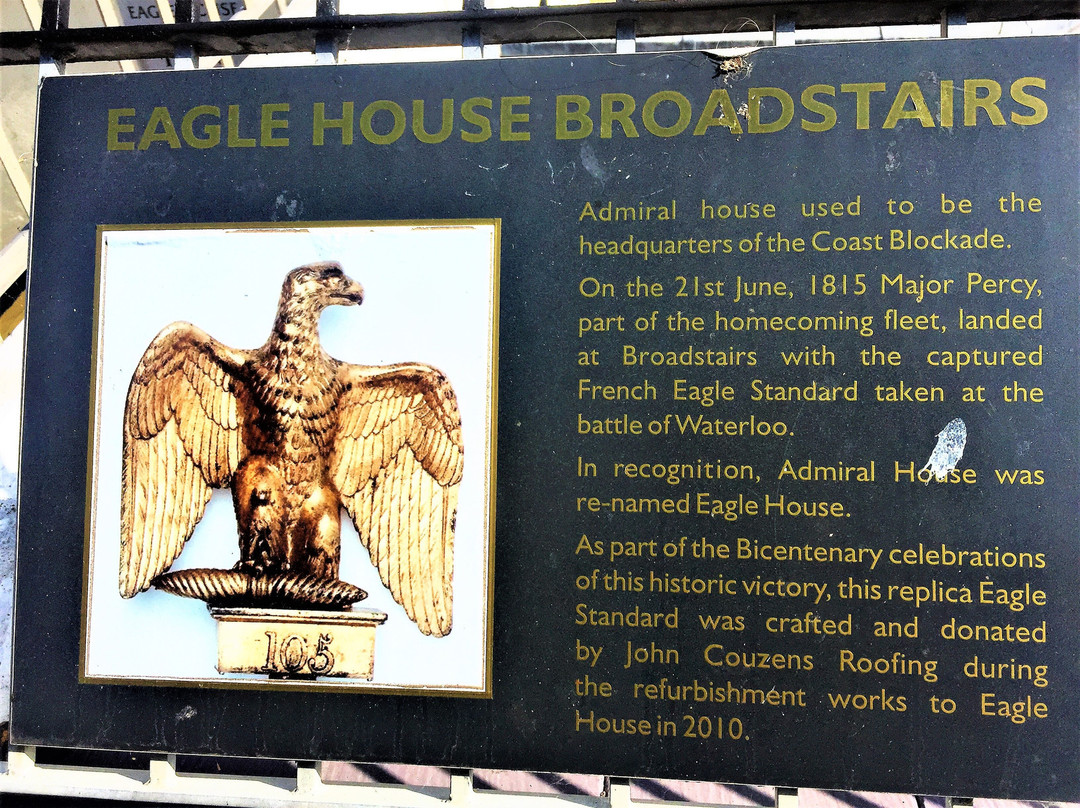 EAGLE HOUSE
EAGLE HOUSE BROADSTAIRS
Admiral house used to be the
headquarters of the Coast Blockade.
On the 21st June, 1815 Major Percy,
part of the homecoming fleet, landed
at Broadstairs with the captured
French Eagle Standard taken at the
battle of Waterloo.
In recognition, Admiral House was
re-named Eagle House.
As part of the Bicentenary celebrations
of this historic victory, this replica Eagle
Standard was crafted and donated
by John Couzens Roofing during
the refurbishment works to Eagle
House in 2010.
105